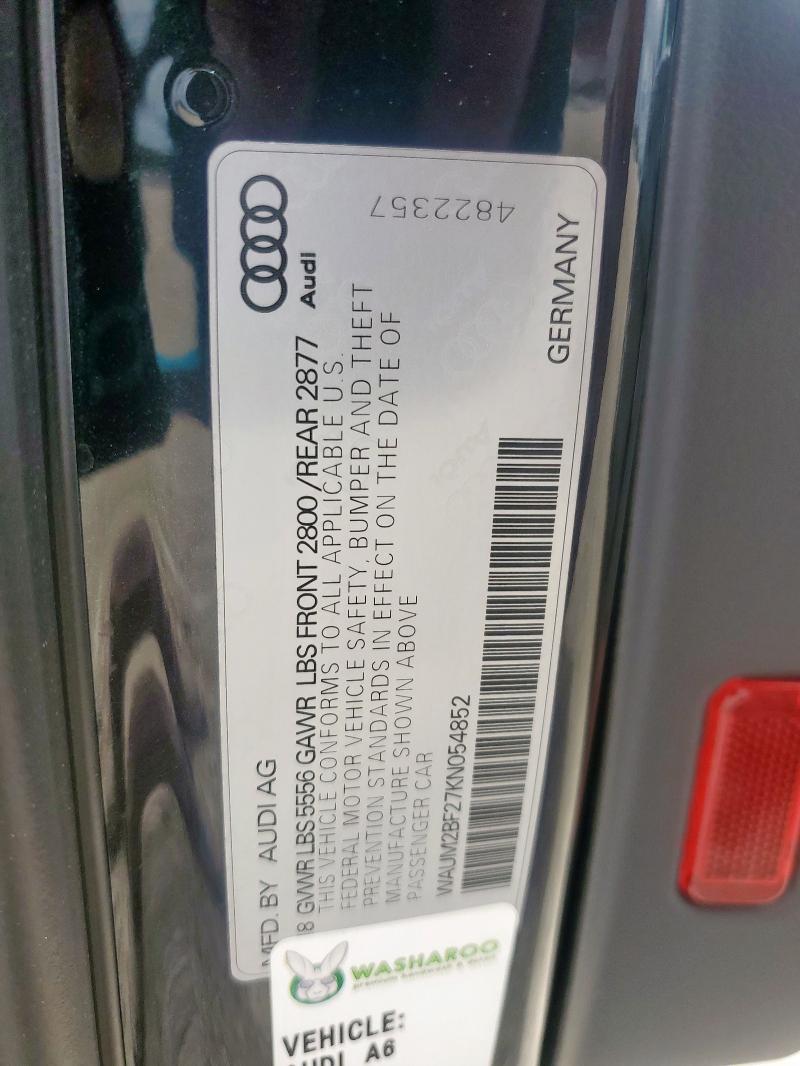 MFD. BY AUDI AG
8 GVWR LBS 5556 GAWR LBS FRONT 2800 /REAR 2877
THIS VEHICLE CONFORMS TO ALL APPLICABLE U.S.
FEDERAL MOTOR VEHICLE SAFETY, BUMPER AND THEFT
PREVENTION STANDARDS IN EFFECT ON THE DATE OF
MANUFACTURE SHOWN ABOVE
PASSENGER CAR
WAUM2BF27KN054852
Audi
4822357
GERMANY
WASHAROO
VEHICLE:
AUDI A6